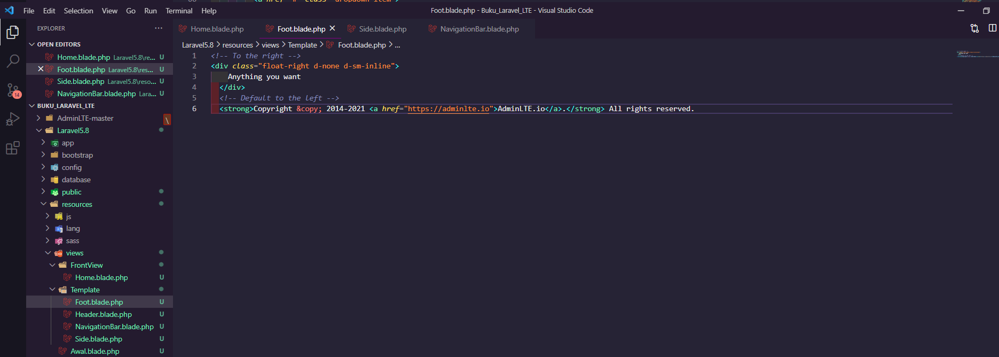 File Edit Selection View Go Run Terminal Help
Foot.blade.php - Buku_Laravel_LTE - Visual Studio Code
EXPLORER
OPEN EDITORS
Home.blade.php Laravel5.8\re... U
Foot.blade.php Laravel5.8\res... U
Side.blade.php Laravel5.8\reso... U
NavigationBar.blade.php Lara... U
14
BUKU_LARAVEL_LTE
AdminLTE-master \
Laravel5.8
app
bootstrap
config
database
public
resources
js
lang
sass
views
FrontView
Home.blade.php U
Template
Foot.blade.php U
Header.blade.php U
NavigationBar.blade.php U
Side.blade.php U
Awal.blade.php U
Home.blade.php Foot.blade.php Side.blade.php NavigationBar.blade.php
Laravel5.8 > resources > views > Template > Foot.blade.php > ...
1 <!-- To the right -->
2 <div class="float-right d-none d-sm-inline">
3 Anything you want
4 </div>
5 <!-- Default to the left -->
6 <strong>Copyright &copy; 2014-2021 <a href="https://adminlte.io">AdminLTE.io</a>.</strong> All rights reserved.